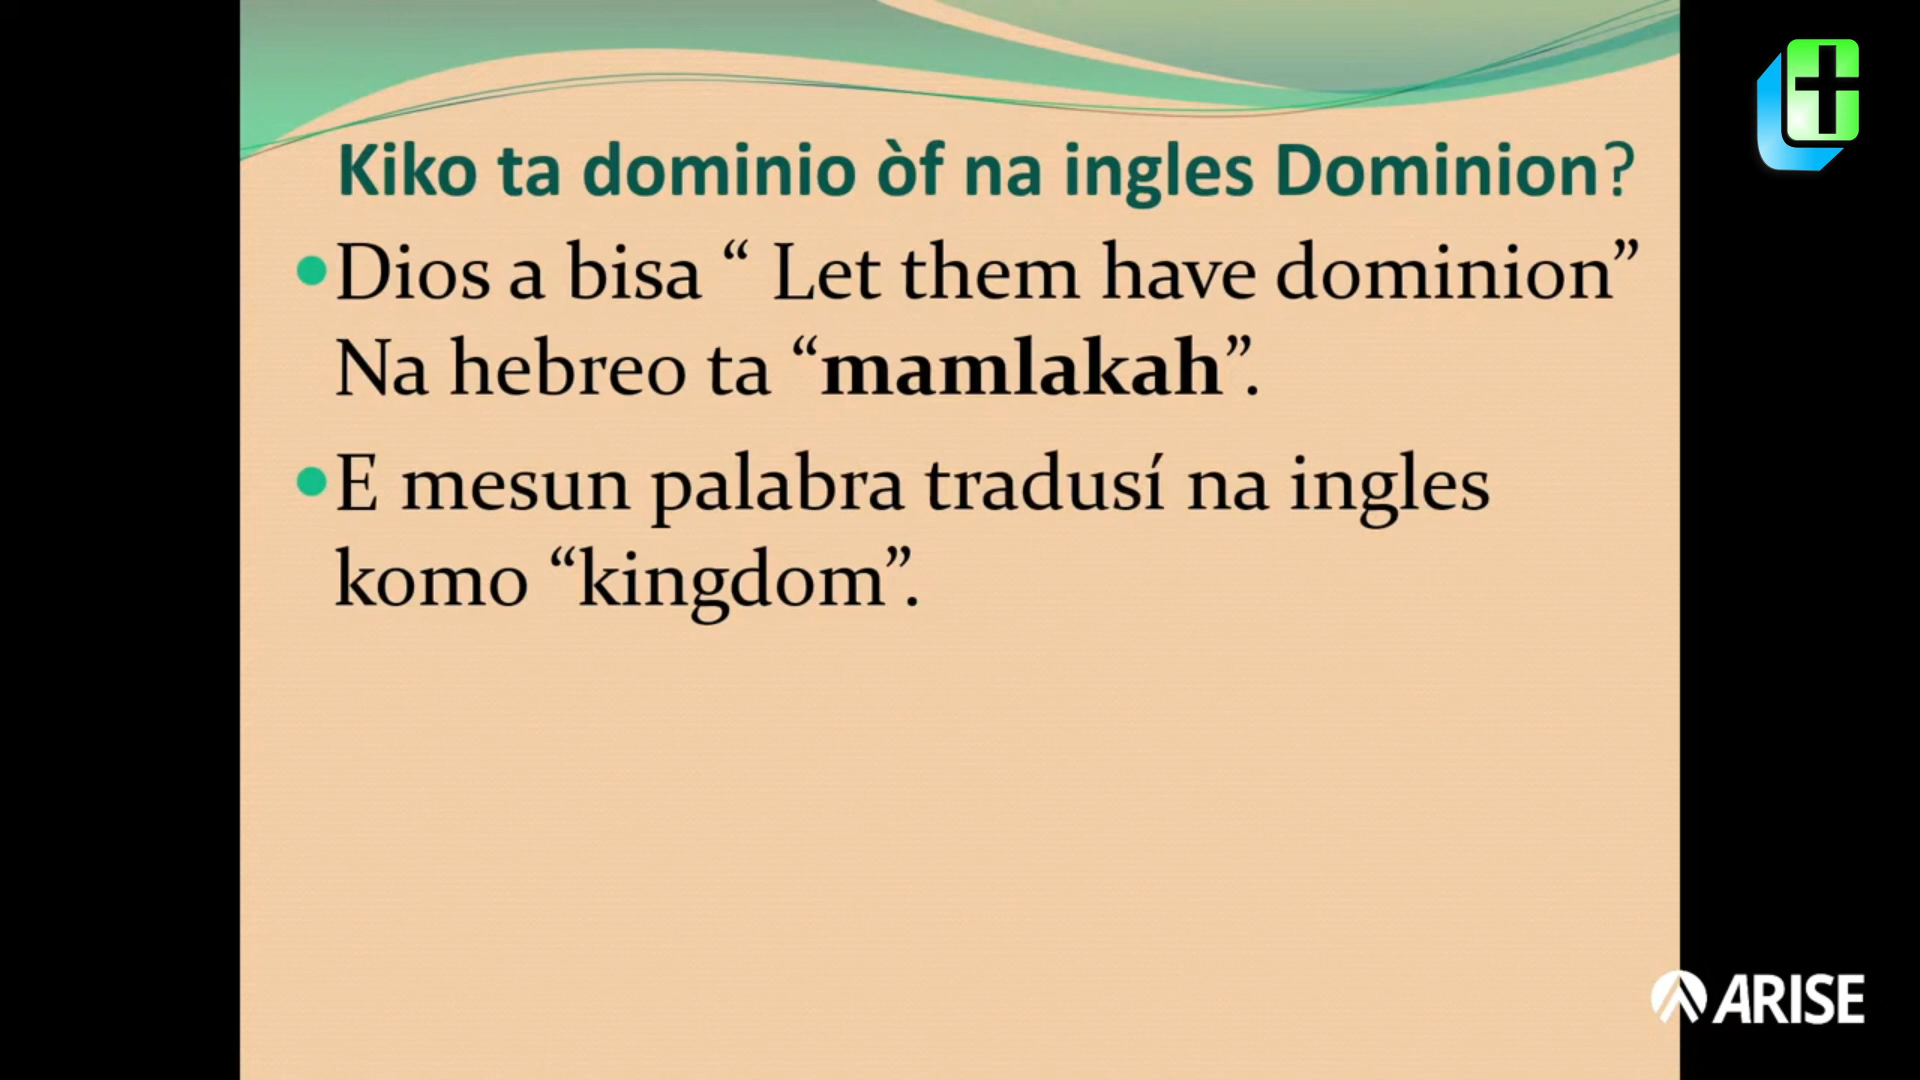 Kiko ta dominio òf na ingles Dominion?
•Dios a bisa “ Let them have dominion”
Na hebreo ta “mamlakah”.
•E mesun palabra tradusí na ingles
komo “kingdom”.
ARISE